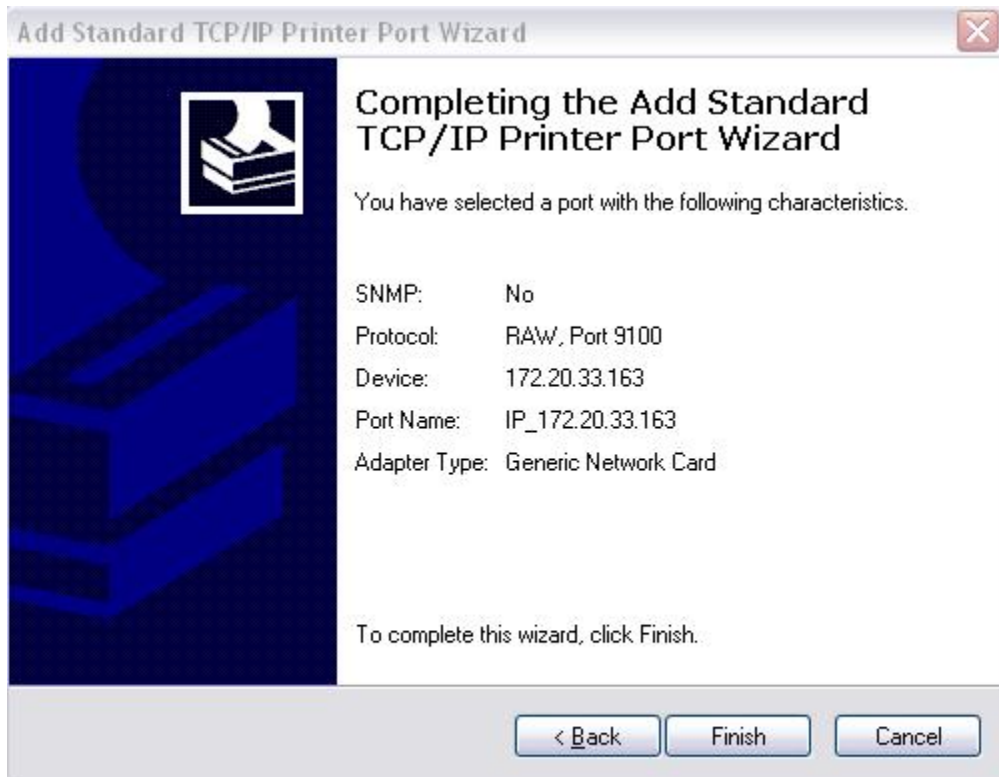 Add Standard TCP/IP Printer Port Wizard
Completing the Add Standard
TCP/IP Printer Port Wizard
You have selected a port with the following characteristics.
SNMP: No
Protocol: RAW, Port 9100
Device: 172.20.33.163
Port Name: IP_172.20.33.163
Adapter Type: Generic Network Card
To complete this wizard, click Finish.
< Back Finish Cancel